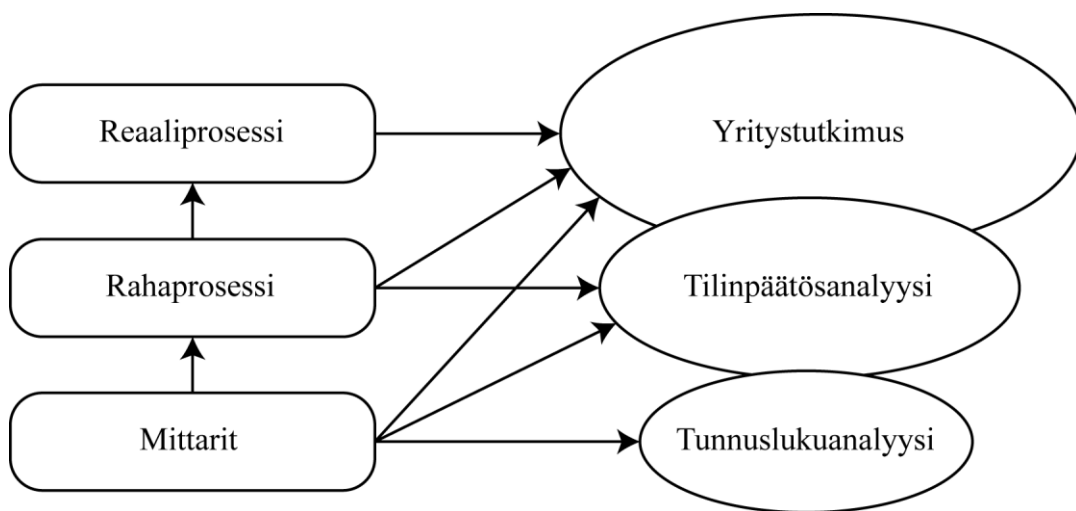 Reaaliprosessi
Yritystutkimus
Rahaprosessi
Tilinpäätösanalyysi
Mittarit
Tunnuslukuanalyysi